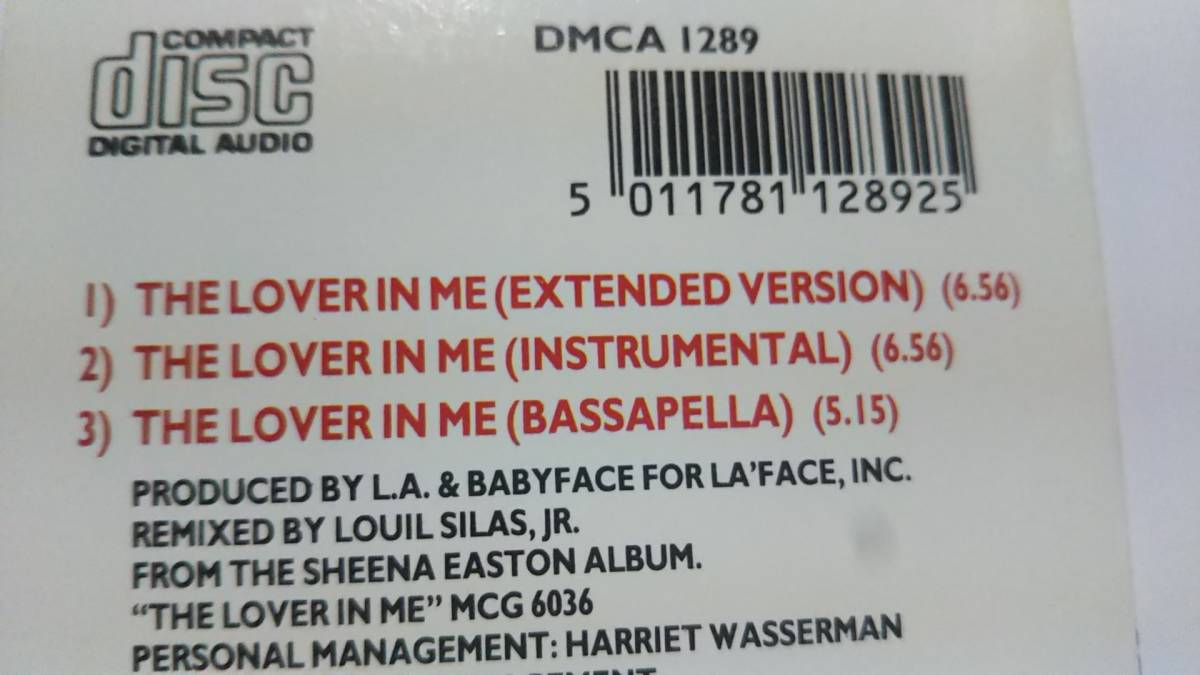 COMPACT
disc
DIGITAL AUDIO
DMCA 1289
5 011781 128925
1) THE LOVER IN ME (EXTENDED VERSION) (6.56)
2) THE LOVER IN ME (INSTRUMENTAL) (6.56)
3) THE LOVER IN ME (BASSAPELLA) (5.15)
PRODUCED BY L.A. & BABYFACE FOR LA'FACE, INC.
REMIXED BY LOUIL SILAS, JR.
FROM THE SHEENA EASTON ALBUM.
“THE LOVER IN ME” MCG 6036
PERSONAL MANAGEMENT: HARRIET WASSERMAN